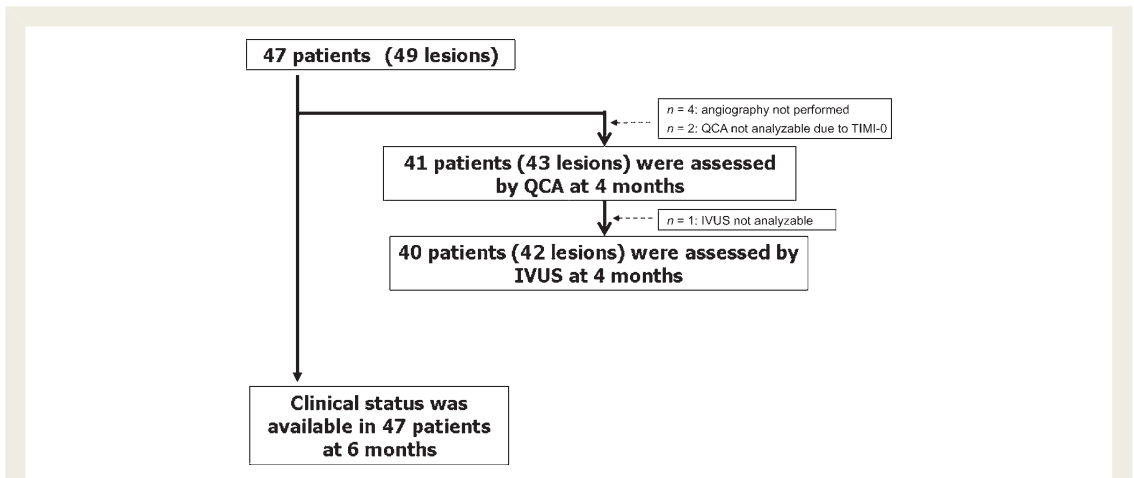 47 patients (49 lesions)
n = 4: angiography not performed
n = 2: QCA not analyzable due to TIMI-0
41 patients (43 lesions) were assessed
by QCA at 4 months
n = 1: IVUS not analyzable
40 patients (42 lesions) were assessed by
IVUS at 4 months
Clinical status was
available in 47 patients
at 6 months